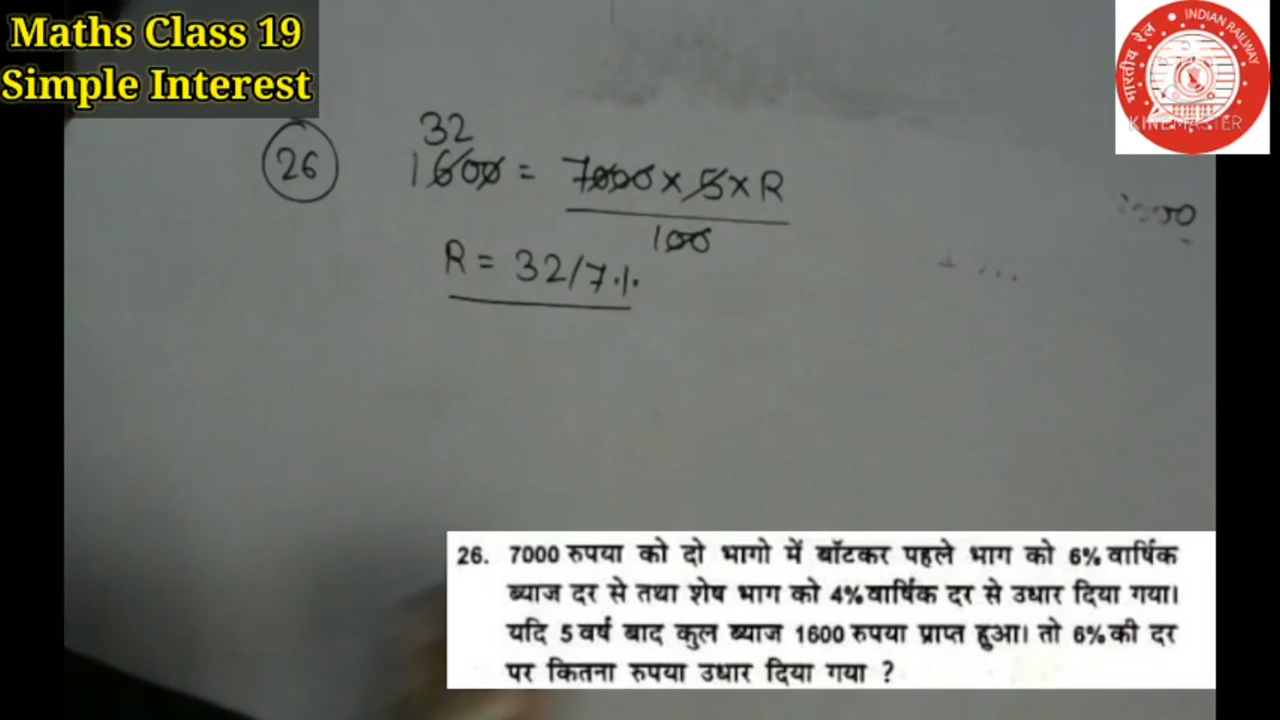 Maths Class 19
Simple Interest
भारतीय रेल
INDIAN RAILWAY
KINEMASTER
26
32
1600 = 7000 x 5 x R
100
R = 32/7%
26. 7000 रुपया को दो भागो में बाँटकर पहले भाग को 6% वार्षिक
ब्याज दर से तथा शेष भाग को 4% वार्षिक दर से उधार दिया गया।
यदि 5 वर्ष बाद कुल ब्याज 1600 रुपया प्राप्त हुआ। तो 6% की दर
पर कितना रुपया उधार दिया गया ?